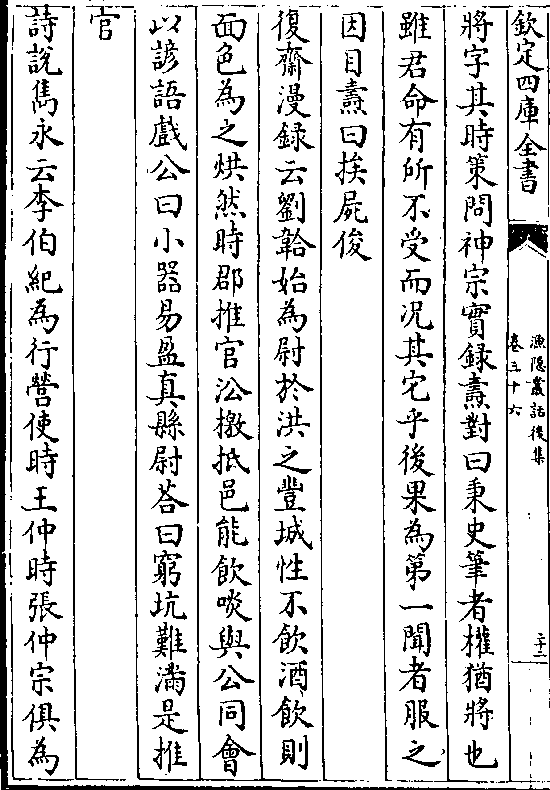 欽定四庫全書
漁隱叢話後集
卷三十六
二十二
將字其時策問神宗實録燾對曰秉史筆者權猶將也
雖君命有所不受而况其它乎後果為第一聞者服之
因目燾曰挨屍俊
復齋漫録云劉韐始為尉於洪之豐城性不飲酒飲則
面色為之烘然時郡推官沿檄抵邑能飲啖與公同會
以諺語戲公曰小器易盈真縣尉荅曰窮坑難滿是推
官
詩說雋永云李伯紀為行營使時王仲時張仲宗俱為